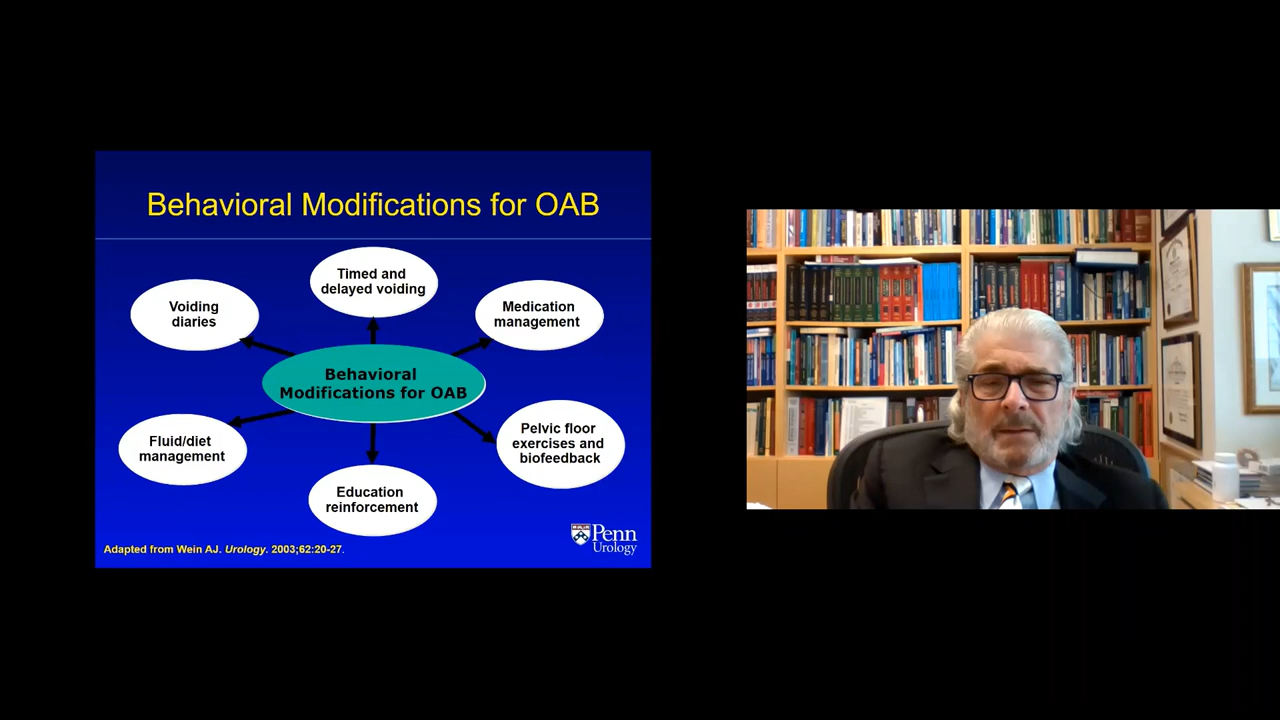 Behavioral Modifications for OAB
Timed and
delayed voiding
Voiding
diaries
Medication
management
Behavioral
Modifications for OAB
Fluid/diet
management
Pelvic floor
exercises and
biofeedback
Education
reinforcement
Adapted from Wein AJ. Urology. 2003;62:20-27.
Penn
Urology